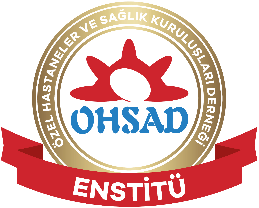 ÖZEL HASTANELER VE SAĞLIK KURULUŞLARI DERNEĞİ
OHSAD
ENSTİTÜ